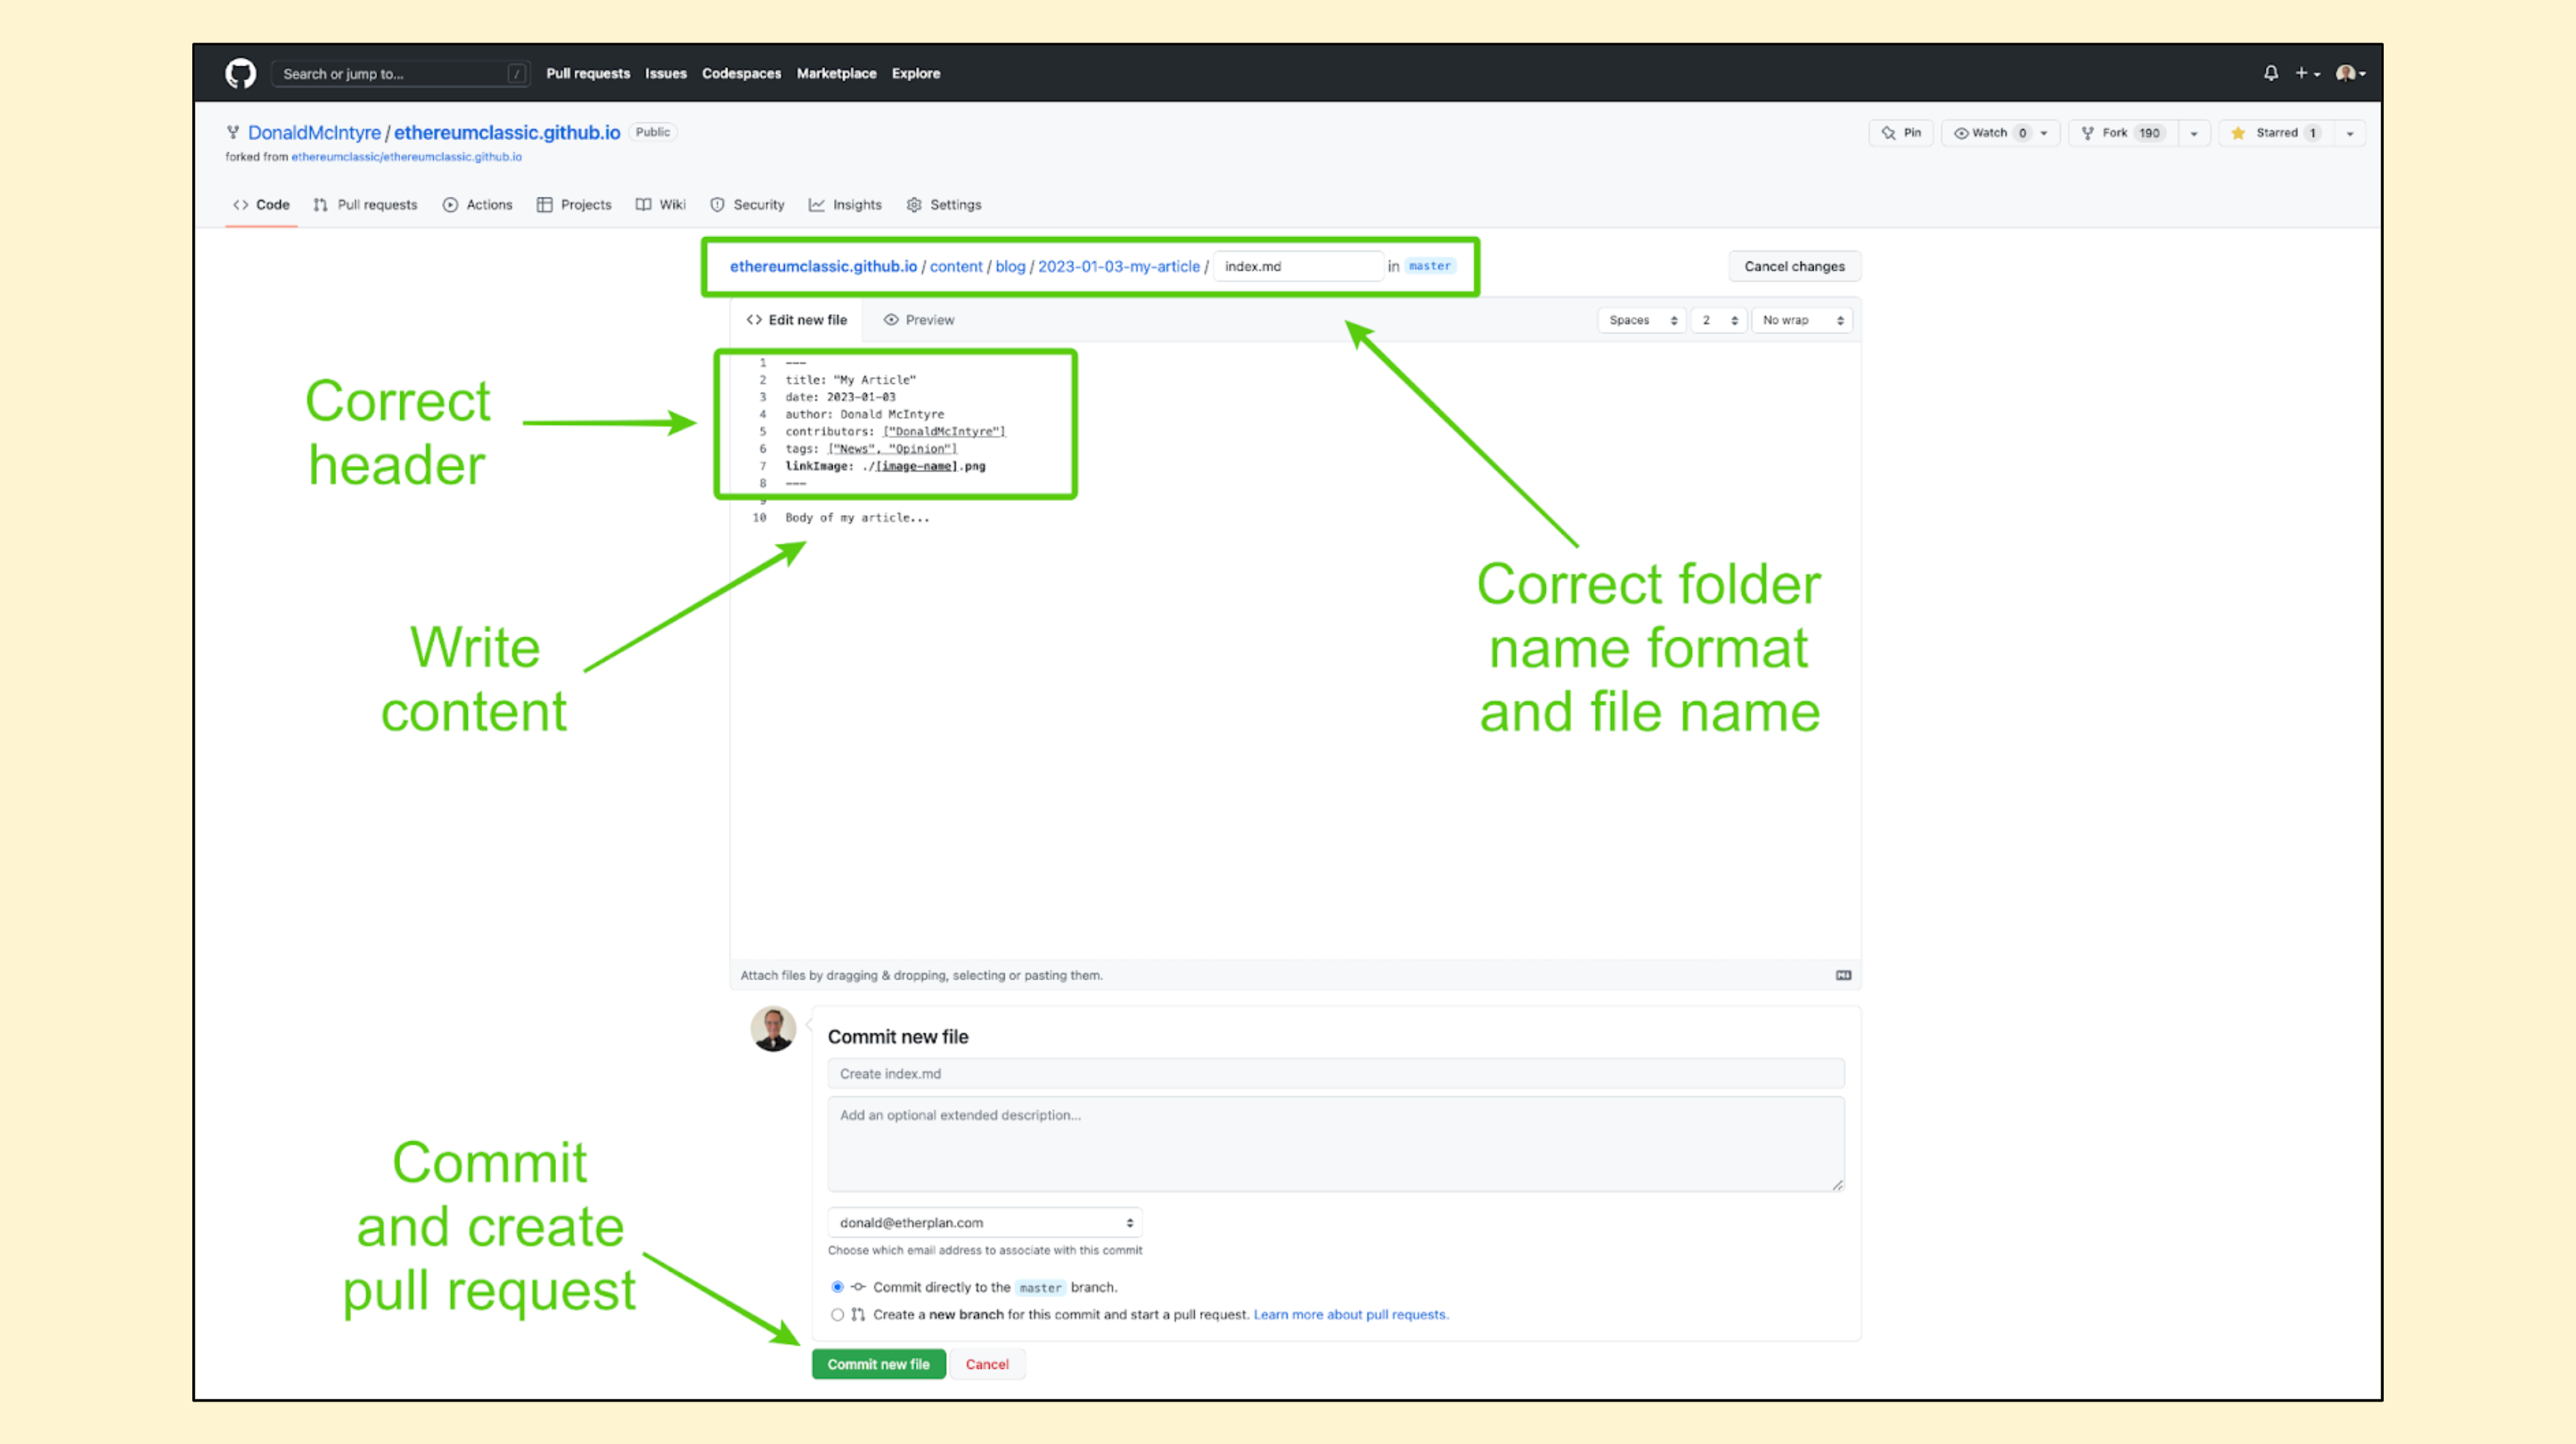 Search or jump to... /
Pull requests Issues Codespaces Marketplace Explore
DonaldMcIntyre / ethereumclassic.github.io Public
forked from ethereumclassic/ethereumclassic.github.io
Pin Watch 0 Fork 190 Starred 1
Code Pull requests Actions Projects Wiki Security Insights Settings
ethereumclassic.github.io / content / blog / 2023-01-03-my-article / index.md in master
Cancel changes
Edit new file Preview
Spaces 2 No wrap
1 ---
2 title: "My Article"
3 date: 2023-01-03
4 author: Donald McIntyre
5 contributors: ["DonaldMcIntyre"]
6 tags: ["News", "Opinion"]
7 linkImage: ./[image-name].png
8 ---
9
10 Body of my article...
Correct
header
Write
content
Correct folder
name format
and file name
Attach files by dragging & dropping, selecting or pasting them.
Commit new file
Create index.md
Add an optional extended description...
donald@etherplan.com
Choose which email address to associate with this commit
Commit directly to the master branch.
Create a new branch for this commit and start a pull request. Learn more about pull requests.
Commit
and create
pull request
Commit new file Cancel